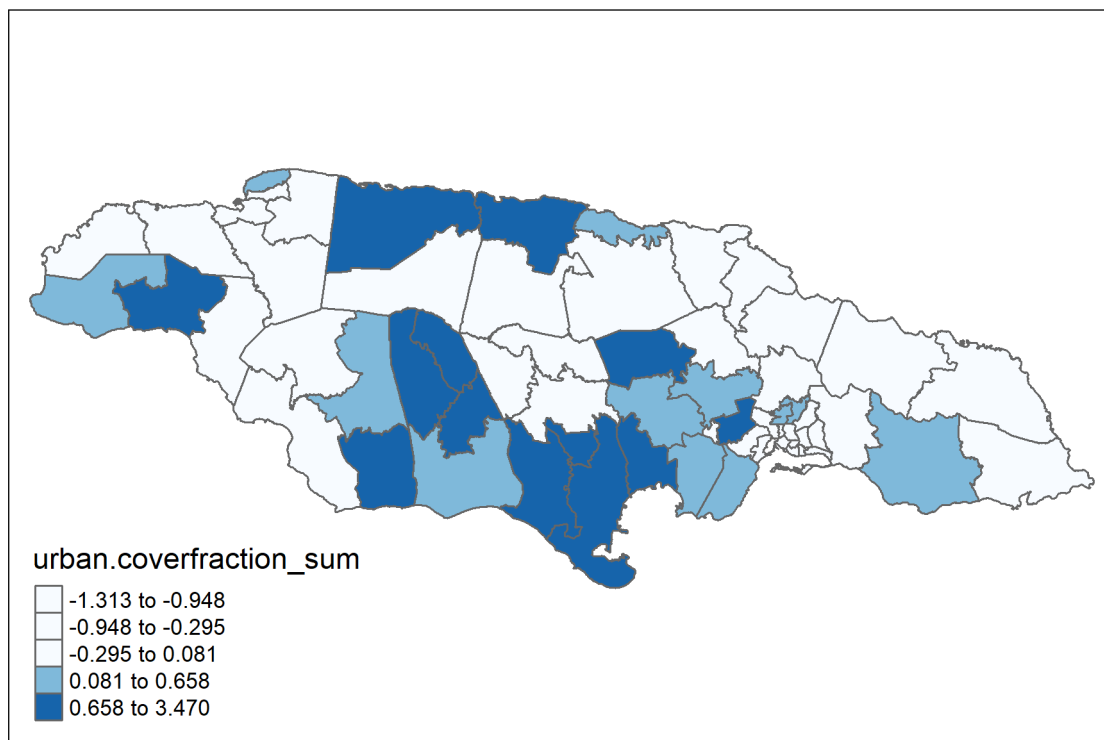 urban.coverfraction_sum
-1.313 to -0.948
-0.948 to -0.295
-0.295 to 0.081
0.081 to 0.658
0.658 to 3.470